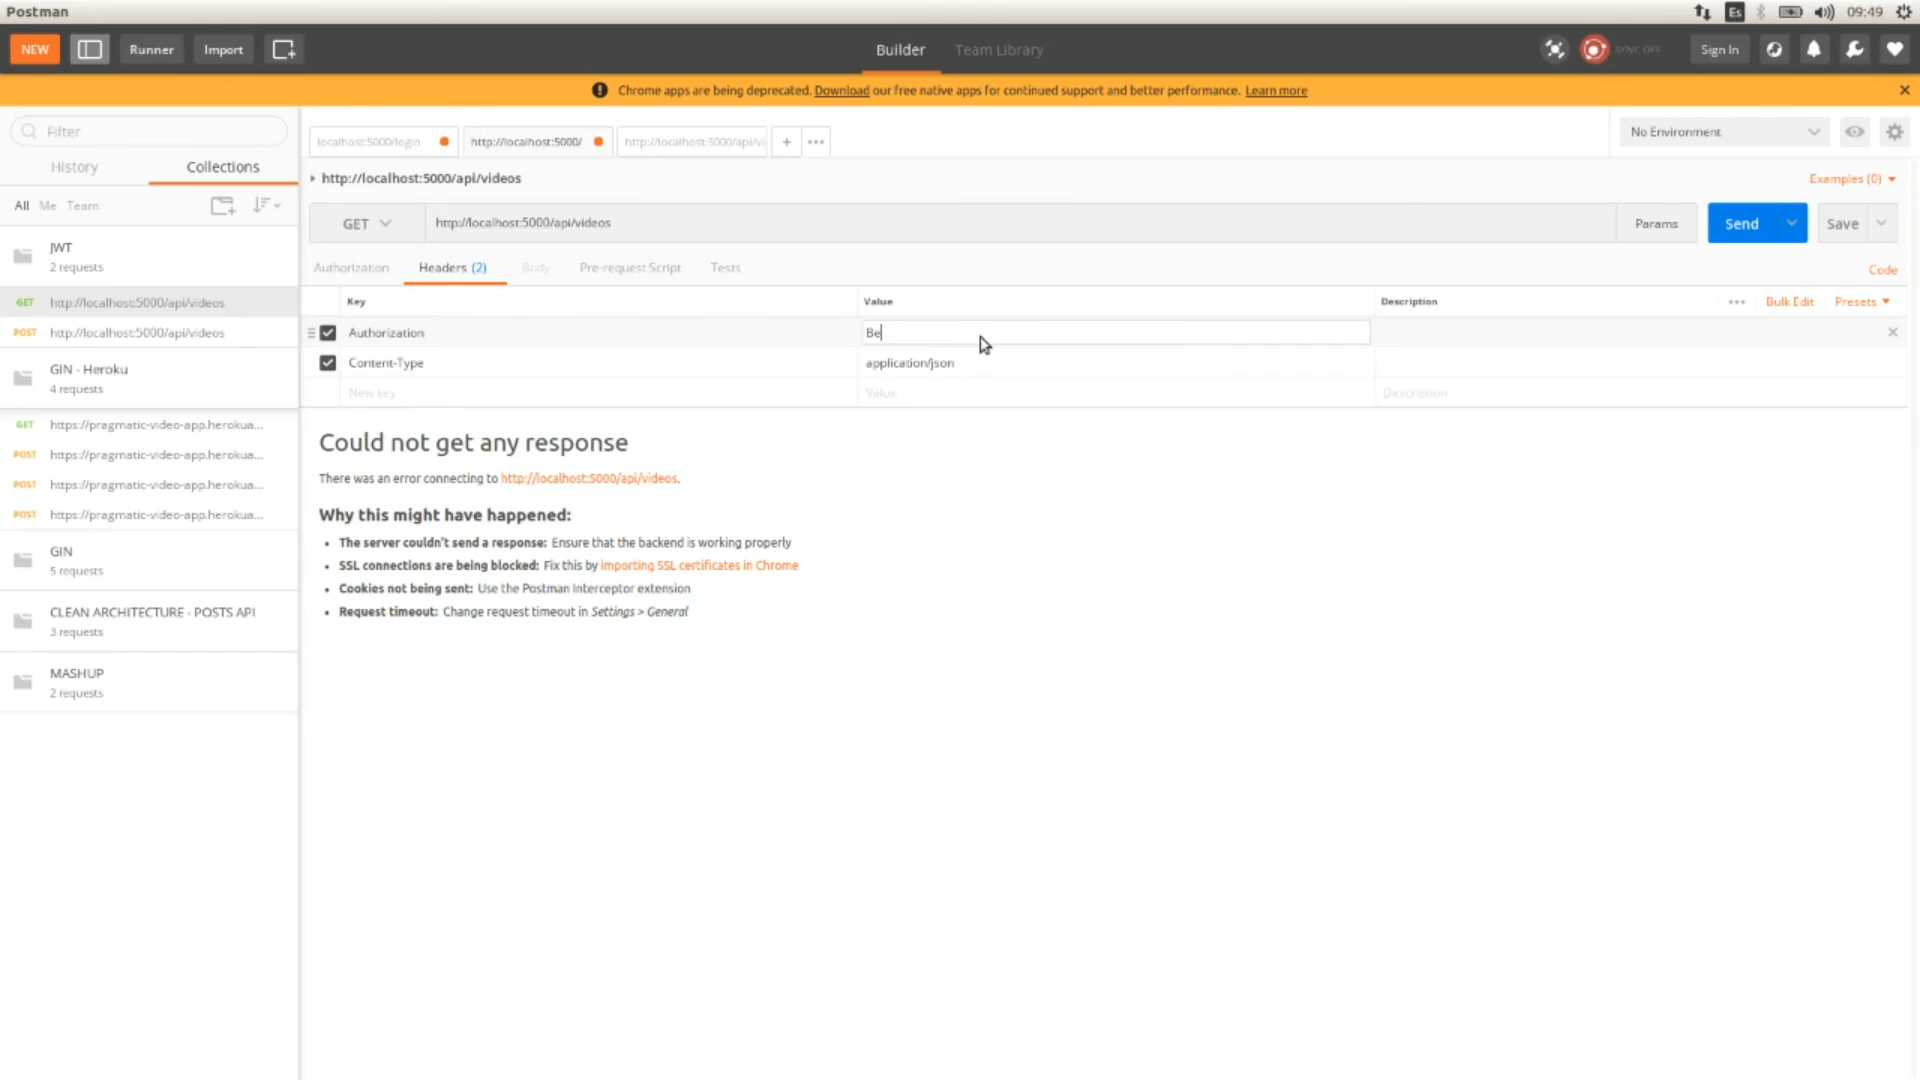 Postman
Es
09:49
NEW
Runner
Import
Builder
Team Library
SYNC OFF
Sign In
Chrome apps are being deprecated. Download our free native apps for continued support and better performance. Learn more
Filter
History
Collections
All Me Team
JWT
2 requests
GET http://localhost:5000/api/videos
POST http://localhost:5000/api/videos
GIN - Heroku
4 requests
GET https://pragmatic-video-app.herokua...
POST https://pragmatic-video-app.herokua...
POST https://pragmatic-video-app.herokua...
POST https://pragmatic-video-app.herokua...
GIN
5 requests
CLEAN ARCHITECTURE - POSTS API
3 requests
MASHUP
2 requests
localhost:5000/login
http://localhost:5000/
http://localhost:5000/api/vi
No Environment
http://localhost:5000/api/videos
Examples (0)
GET
http://localhost:5000/api/videos
Params
Send
Save
Authorization
Headers (2)
Body
Pre-request Script
Tests
Code
Key
Value
Description
Bulk Edit
Presets
Authorization
Be
Content-Type
application/json
New key
Value
Description
Could not get any response
There was an error connecting to http://localhost:5000/api/videos.
Why this might have happened:
The server couldn't send a response: Ensure that the backend is working properly
SSL connections are being blocked: Fix this by importing SSL certificates in Chrome
Cookies not being sent: Use the Postman Interceptor extension
Request timeout: Change request timeout in Settings > General